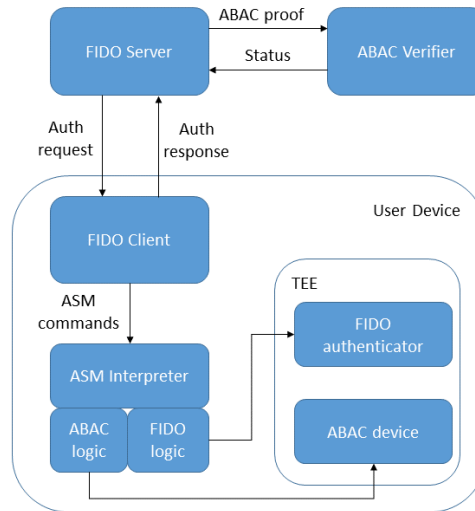 ABAC proof
FIDO Server
ABAC Verifier
Status
Auth
request
Auth
response
User Device
FIDO Client
TEE
ASM
commands
FIDO
authenticator
ASM Interpreter
ABAC
logic
FIDO
logic
ABAC device